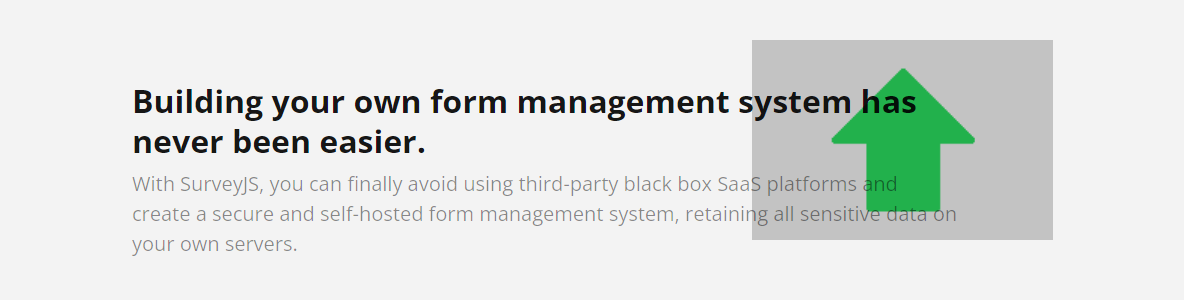 Building your own form management system has
never been easier.
With SurveyJS, you can finally avoid using third-party black box SaaS platforms and
create a secure and self-hosted form management system, retaining all sensitive data on
your own servers.